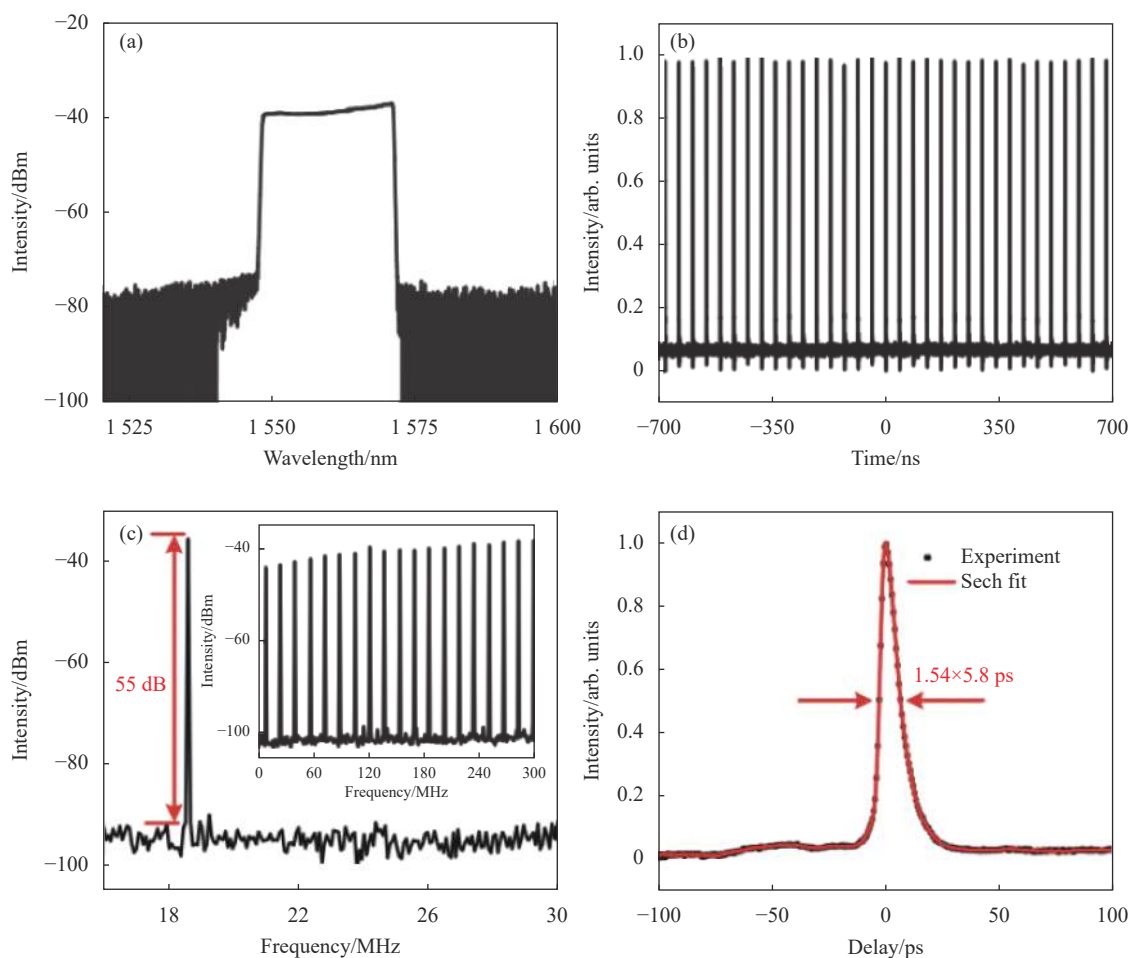 (a)
−20
−40
−60
−80
−100
Intensity/dBm
1 525
1 550
1 575
1 600
Wavelength/nm
(b)
1.0
0.8
0.6
0.4
0.2
0
Intensity/arb. units
−700
−350
0
350
700
Time/ns
(c)
−40
−60
−80
−100
Intensity/dBm
55 dB
18
22
26
30
Frequency/MHz
−40
−60
−100
Intensity/dBm
0
60
120
180
240
300
Frequency/MHz
(d)
1.0
0.8
0.6
0.4
0.2
0
Intensity/arb. units
Experiment
Sech fit
1.54×5.8 ps
−100
−50
0
50
100
Delay/ps